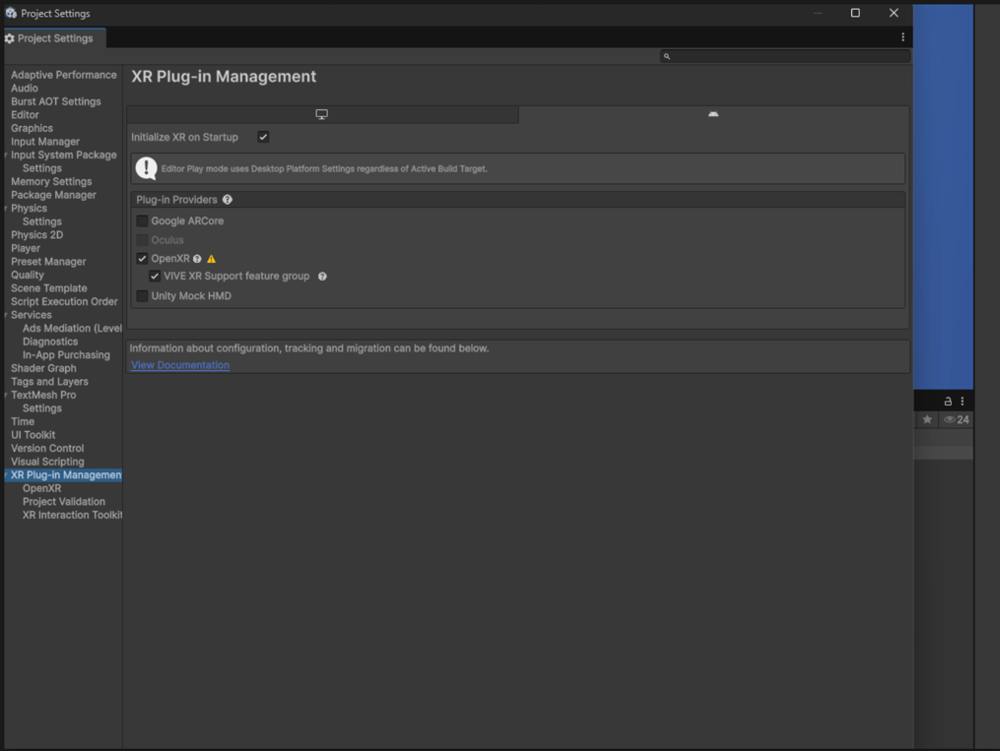 Project Settings
Project Settings
Adaptive Performance
Audio
Burst AOT Settings
Editor
Graphics
Input Manager
Input System Package
Settings
Memory Settings
Package Manager
Physics
Settings
Physics 2D
Player
Preset Manager
Quality
Scene Template
Script Execution Order
Services
Ads Mediation (Level
Diagnostics
In-App Purchasing
Shader Graph
Tags and Layers
TextMesh Pro
Settings
Time
UI Toolkit
Version Control
Visual Scripting
XR Plug-in Managemen
OpenXR
Project Validation
XR Interaction Toolkit
XR Plug-in Management
Initialize XR on Startup
Editor Play mode uses Desktop Platform Settings regardless of Active Build Target.
Plug-in Providers
Google ARCore
Oculus
OpenXR
VIVE XR Support feature group
Unity Mock HMD
Information about configuration, tracking and migration can be found below.
View Documentation
24